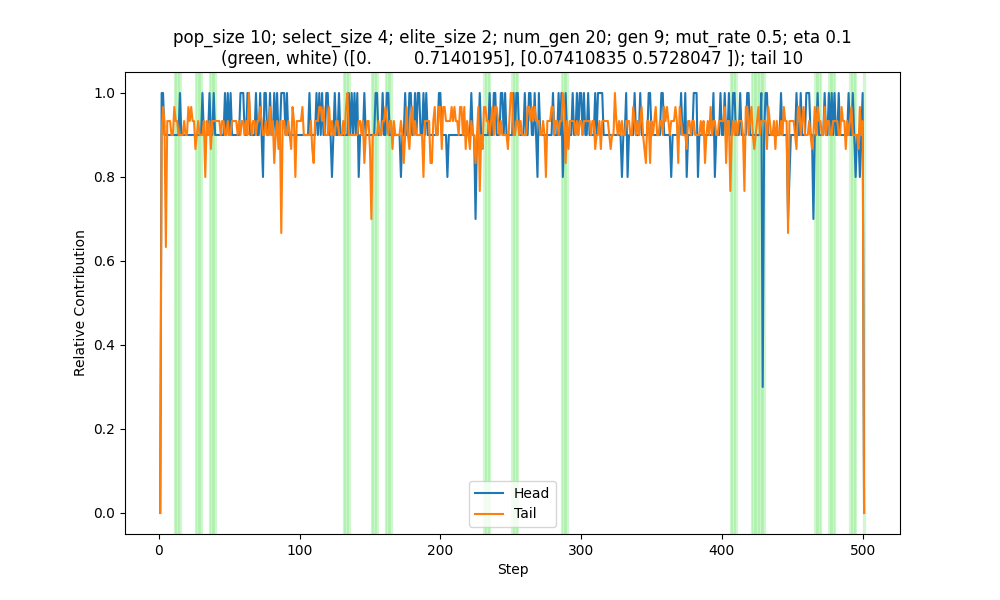 pop_size 10; select_size 4; elite_size 2; num_gen 20; gen 9; mut_rate 0.5; eta 0.1
(green, white) ([0. 0.7140195], [0.07410835 0.5728047 ]); tail 10
1.0
0.8
0.6
0.4
0.2
0.0
Relative Contribution
Head
Tail
0 100 200 300 400 500
Step